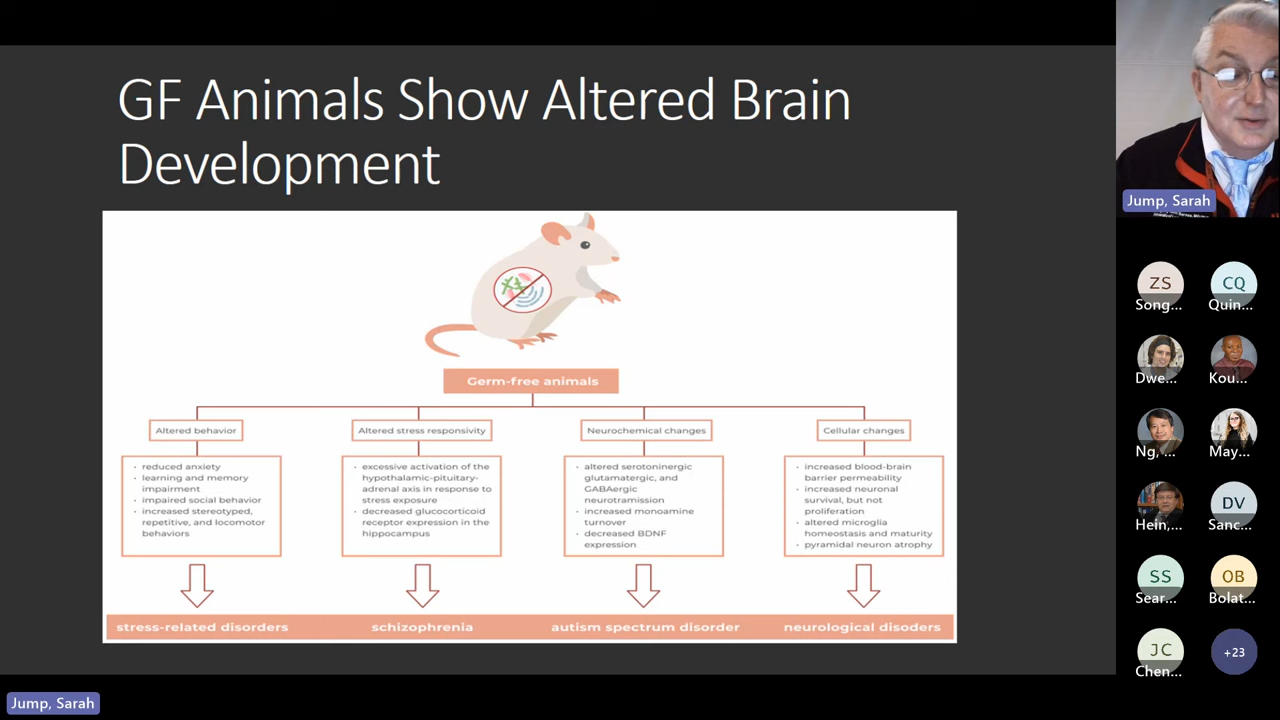 GF Animals Show Altered Brain
Development
Germ-free animals
Altered behavior
reduced anxiety
learning and memory
impairment
impaired social behavior
increased stereotyped,
repetitive, and locomotor
behaviors
stress-related disorders
Altered stress responsivity
excessive activation of the
hypothalamic-pituitary-
adrenal axis in response to
stress exposure
decreased glucocorticoid
receptor expression in the
hippocampus
schizophrenia
Neurochemical changes
altered serotoninergic
glutamatergic, and
GABAergic
neurotramission
increased monoamine
turnover
decreased BDNF
expression
autism spectrum disorder
Cellular changes
increased blood-brain
barrier permeability
increased neuronal
survival, but not
proliferation
altered microglia
homeostasis and maturity
pyramidal neuron atrophy
neurological disoders
Jump, Sarah
Jump, Sarah
ZS
Song...
CQ
Quin...
Dwe...
Kou...
Ng, ...
May...
Hein,...
DV
Sanc...
SS
Sear...
OB
Bolat...
JC
Chen...
+23